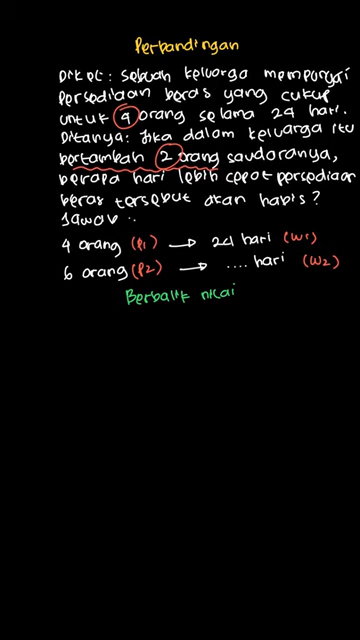 Perbandingan
Diket : Sebuah keluarga mempunyai
persediaan beras yang cukup
untuk 4 orang selama 24 hari.
Ditanya : Jika dalam keluarga itu
bertambah 2 orang saudaranya,
berapa hari lebih cepat persediaan
beras tersebut akan habis?
Jawab :
4 orang (P1) → 24 hari (W1)
6 orang (P2) → .... hari (W2)
Berbalik nilai